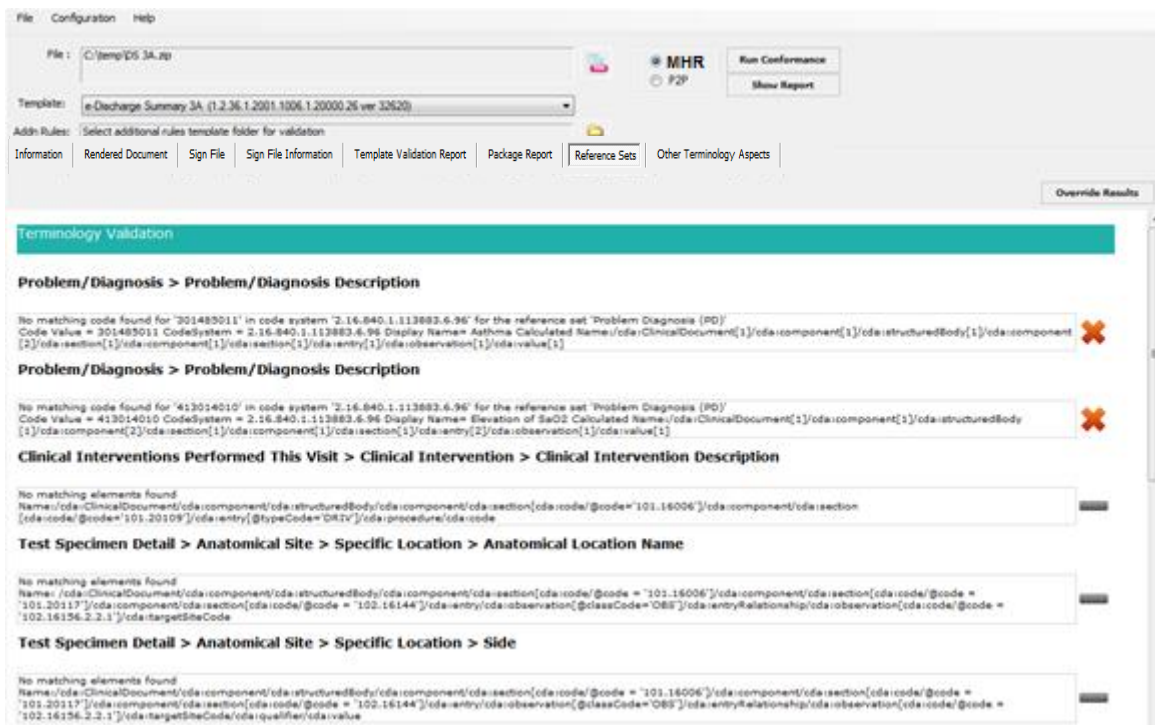 File Configuration Help
File : C:\temp\DS 3A.zip
MHR
P2P
Run Conformance
Show Report
Template: e-Discharge Summary 3A (1.2.36.1.2001.1006.1.20000.26 ver 32620)
Addn Rules: Select additonal rules template folder for validation
Information Rendered Document Sign File Sign File Information Template Validation Report Package Report Reference Sets Other Terminology Aspects
Override Results
Terminology Validation
Problem/Diagnosis > Problem/Diagnosis Description
No matching code found for '301485011' in code system '2.16.840.1.113883.6.96' for the reference set 'Problem Diagnosis (PD)'
Code Value = 301485011 CodeSystem = 2.16.840.1.113883.6.96 Display Name= Asthma Calculated Name:/cda:ClinicalDocument[1]/cda:component[1]/cda:structuredBody[1]/cda:component
[2]/cda:section[1]/cda:component[1]/cda:section[1]/cda:entry[1]/cda:observation[1]/cda:value[1]
Problem/Diagnosis > Problem/Diagnosis Description
No matching code found for '413014010' in code system '2.16.840.1.113883.6.96' for the reference set 'Problem Diagnosis (PD)'
Code Value = 413014010 CodeSystem = 2.16.840.1.113883.6.96 Display Name= Elevation of SaO2 Calculated Name:/cda:ClinicalDocument[1]/cda:component[1]/cda:structuredBody
[1]/cda:component[2]/cda:section[1]/cda:component[1]/cda:section[1]/cda:entry[2]/cda:observation[1]/cda:value[1]
Clinical Interventions Performed This Visit > Clinical Intervention > Clinical Intervention Description
No matching elements found
Name:/cda:ClinicalDocument/cda:component/cda:structuredBody/cda:component/cda:section[cda:code/@code='101.16006']/cda:component/cda:section
[cda:code/@code='101.20109']/cda:entry[@typeCode='DRIV']/cda:procedure/cda:code
Test Specimen Detail > Anatomical Site > Specific Location > Anatomical Location Name
No matching elements found
Name: /cda:ClinicalDocument/cda:component/cda:structuredBody/cda:component/cda:section[cda:code/@code = '101.16006']/cda:component/cda:section[cda:code/@code =
'101.20117']/cda:component/cda:section[cda:code/@code = '102.16144']/cda:entry/cda:observation[@classCode='OBS']/cda:entryRelationship/cda:observation[cda:code/@code =
'102.16156.2.2.1']/cda:targetSiteCode
Test Specimen Detail > Anatomical Site > Specific Location > Side
No matching elements found
Name:/cda:ClinicalDocument/cda:component/cda:structuredBody/cda:component/cda:section[cda:code/@code = '101.16006']/cda:component/cda:section[cda:code/@code =
'101.20117']/cda:component/cda:section[cda:code/@code = '102.16144']/cda:entry/cda:observation[@classCode='OBS']/cda:entryRelationship/cda:observation[cda:code/@code =
'102.16156.2.2.1']/cda:targetSiteCode/cda:qualifier/cda:value